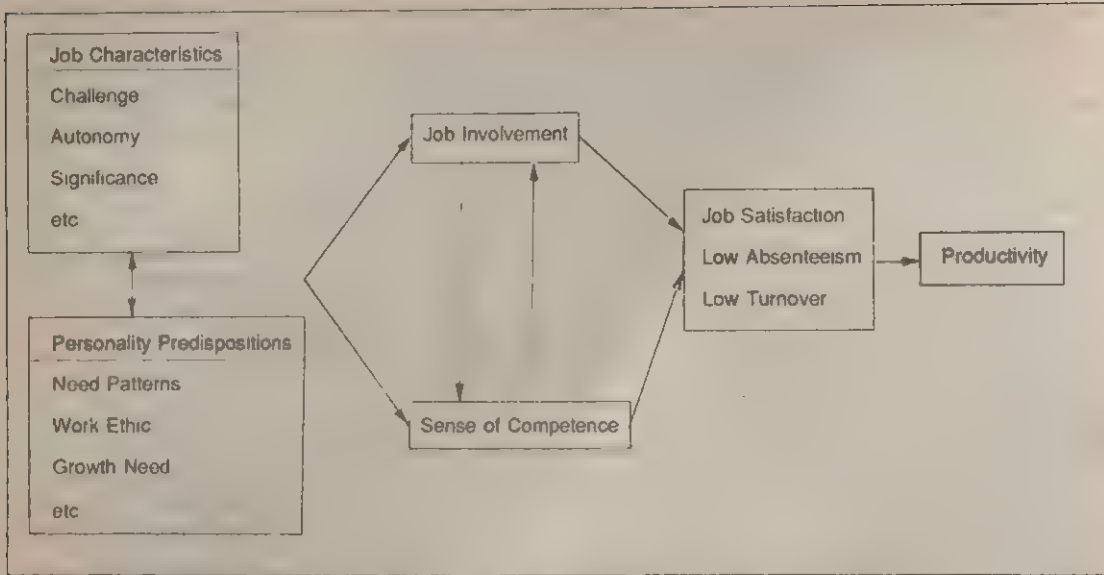 Job Characteristics
Challenge
Autonomy
Significance
etc
Personality Predispositions
Need Patterns
Work Ethic
Growth Need
etc
Job Involvement
Sense of Competence
Job Satisfaction
Low Absenteeism
Low Turnover
Productivity